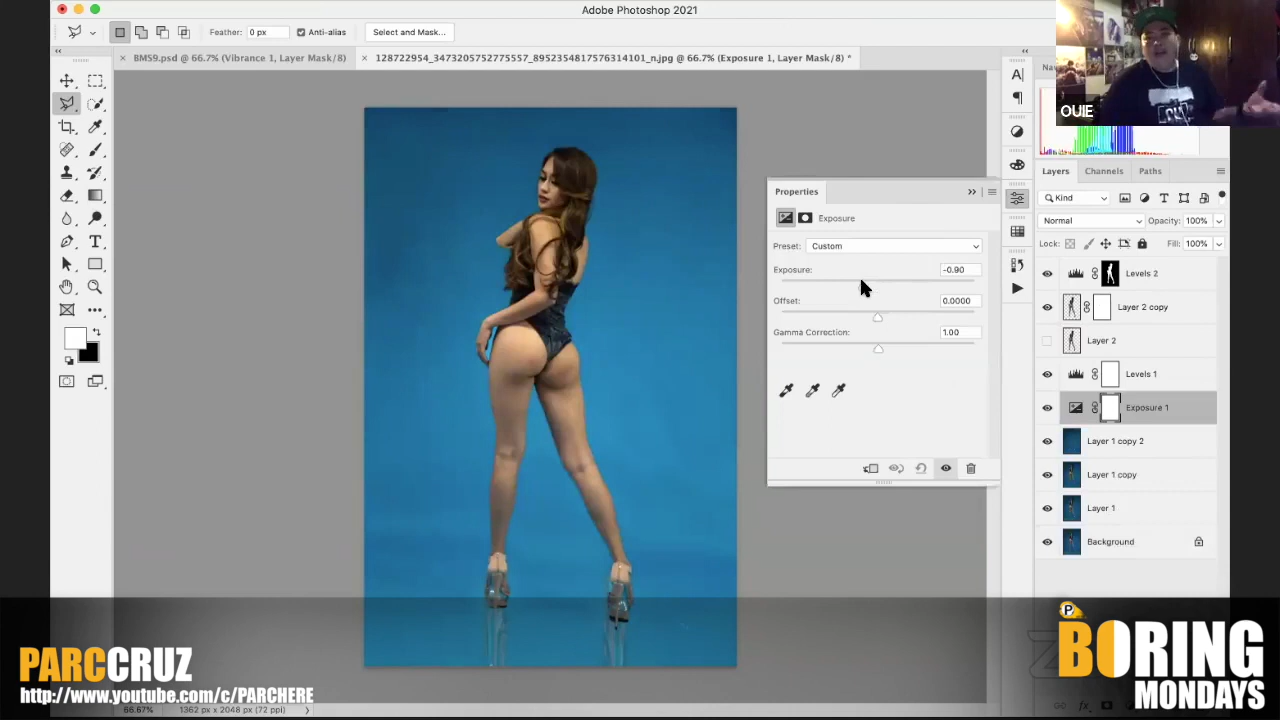 Adobe Photoshop 2021
Feather: 0 px
Anti-alias
Select and Mask...
BMS9.psd @ 66.7% (Vibrance 1, Layer Mask/8)
128722954_3473205752775557_8952354817576314101_n.jpg @ 66.7% (Exposure 1, Layer Mask/8) *
OUIE
Properties
Exposure
Preset: Custom
Exposure: -0.90
Offset: 0.0000
Gamma Correction: 1.00
Layers
Channels
Paths
Kind
Normal
Opacity: 100%
Lock:
Fill: 100%
Levels 2
Layer 2 copy
Layer 2
Levels 1
Exposure 1
Layer 1 copy 2
Layer 1 copy
Layer 1
Background
PARCCRUZ
http://www.youtube.com/c/PARCHERE
BORING
MONDAYS
66.67%
1362 px x 2048 px (72 ppi)